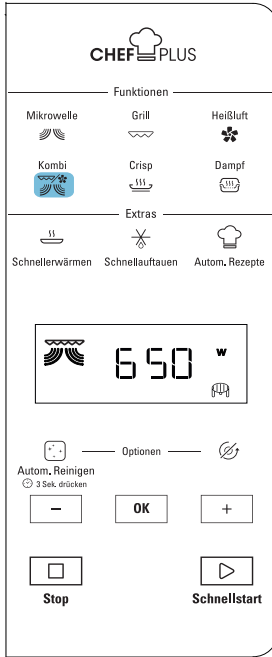 CHEF PLUS
Funktionen
Mikrowelle Grill Heißluft
Kombi Crisp Dampf
Extras
Schnellerwärmen Schnellauftauen Autom. Rezepte
650 W
Optionen
Autom. Reinigen
3 Sek. drücken
− OK +
Stop Schnellstart